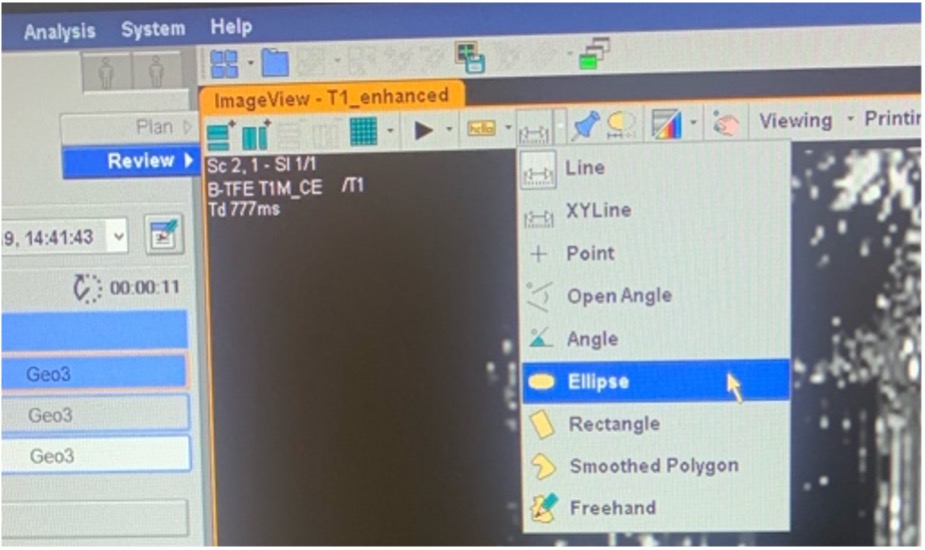 Analysis System Help
ImageView - T1_enhanced
Plan
Review
hello
Viewing
Sc 2, 1 - Sl 1/1
B-TFE T1M_CE /T1
Td 777ms
9, 14:41:43
00:00:11
Geo3
Geo3
Geo3
Line
XYLine
Point
Open Angle
Angle
Ellipse
Rectangle
Smoothed Polygon
Freehand